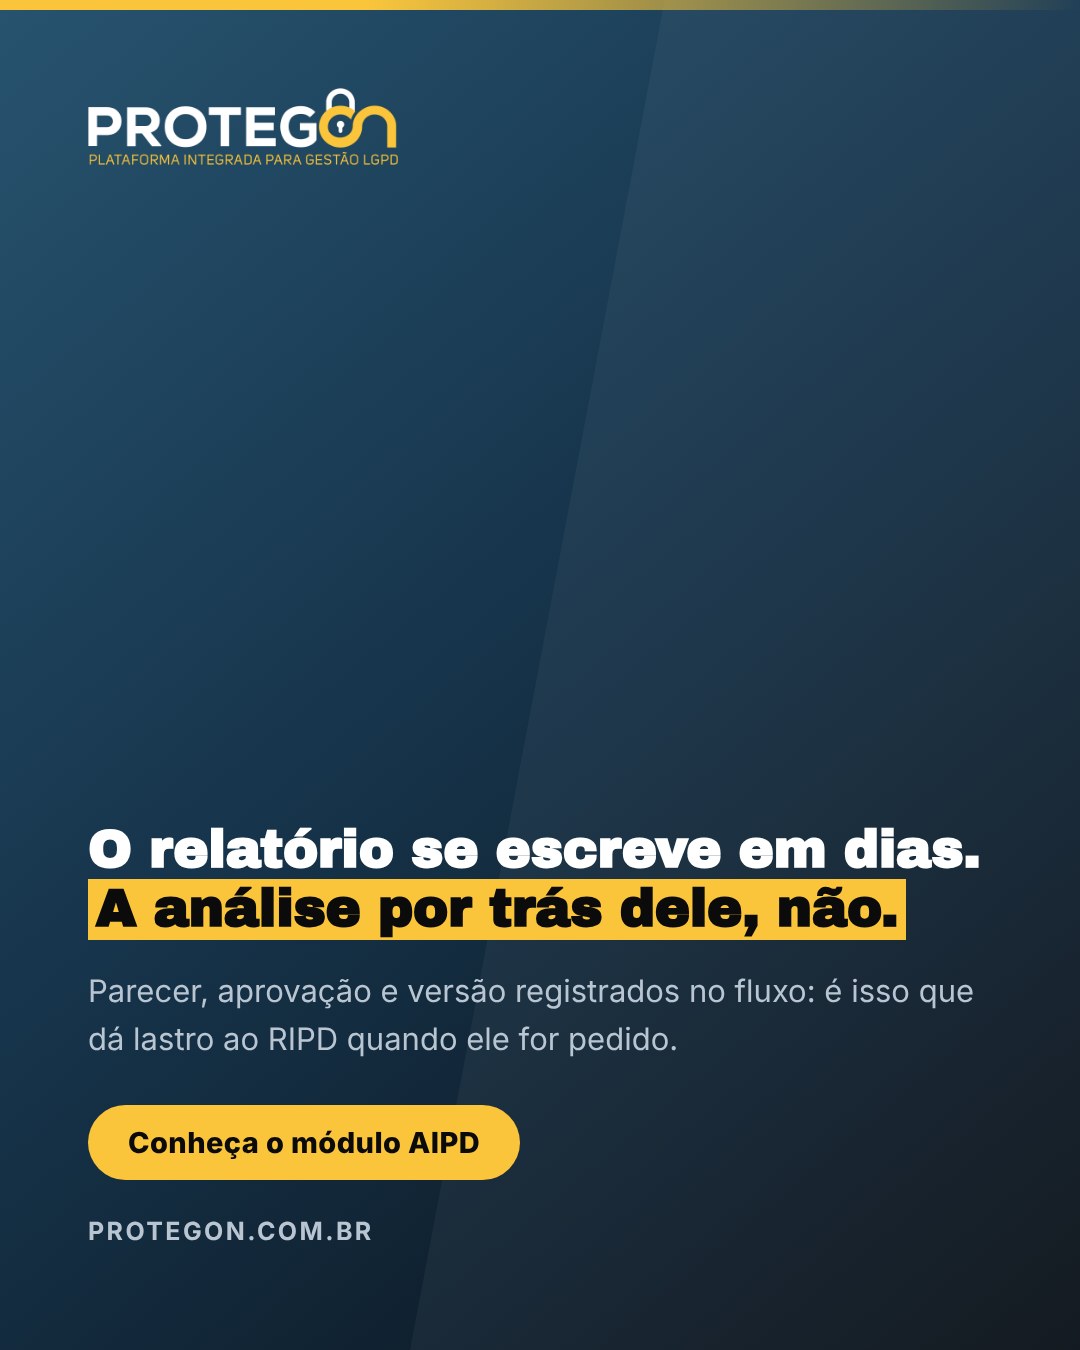 PROTEGON
PLATAFORMA INTEGRADA PARA GESTÃO LGPD
O relatório se escreve em dias.
A análise por trás dele, não.
Parecer, aprovação e versão registrados no fluxo: é isso que
dá lastro ao RIPD quando ele for pedido.
Conheça o módulo AIPD
PROTEGON.COM.BR